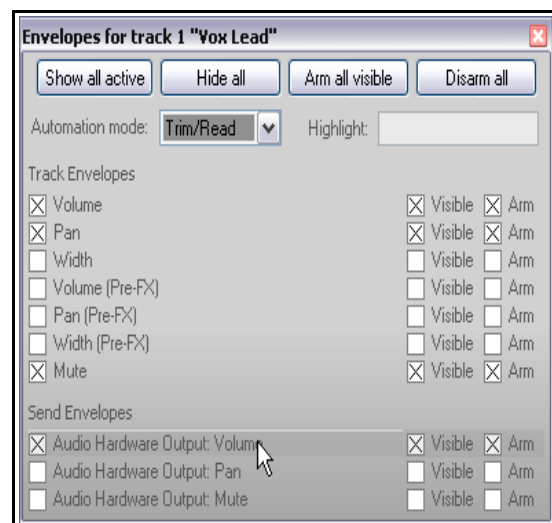 Envelopes for track 1 "Vox Lead"
Show all active Hide all Arm all visible Disarm all
Automation mode: Trim/Read Highlight:
Track Envelopes
Volume Visible Arm
Pan Visible Arm
Width Visible Arm
Volume (Pre-FX) Visible Arm
Pan (Pre-FX) Visible Arm
Width (Pre-FX) Visible Arm
Mute Visible Arm
Send Envelopes
Audio Hardware Output: Volume Visible Arm
Audio Hardware Output: Pan Visible Arm
Audio Hardware Output: Mute Visible Arm